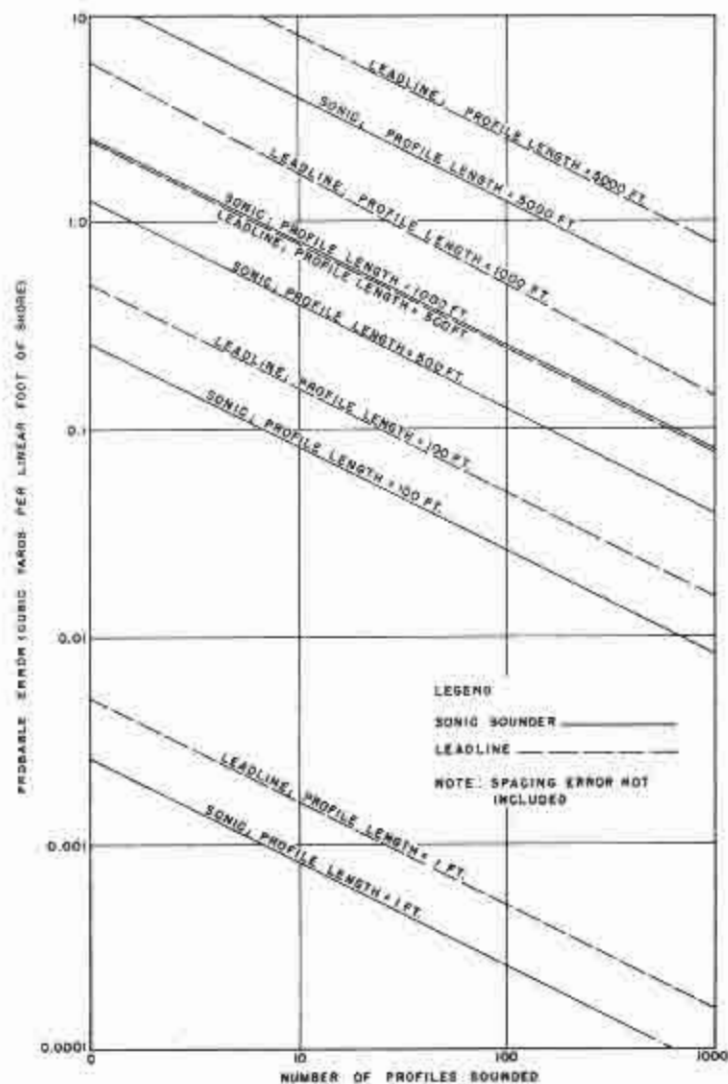 10
1.0
0.1
0.01
0.001
0.0001
PROBABLE ERROR (CUBIC YARDS PER LINEAR FOOT OF SHORE)
LEADLINE, PROFILE LENGTH = 5000 FT.
SONIC, PROFILE LENGTH = 5000 FT.
LEADLINE, PROFILE LENGTH = 1000 FT.
SONIC, PROFILE LENGTH = 1000 FT.
LEADLINE, PROFILE LENGTH = 500 FT.
SONIC, PROFILE LENGTH = 500 FT.
LEADLINE, PROFILE LENGTH = 100 FT.
SONIC, PROFILE LENGTH = 100 FT.
LEGEND
SONIC SOUNDER
LEADLINE
NOTE: SPACING ERROR NOT
INCLUDED
LEADLINE, PROFILE LENGTH = 1 FT.
SONIC, PROFILE LENGTH = 1 FT.
0 10 100 1000
NUMBER OF PROFILES SOUNDED